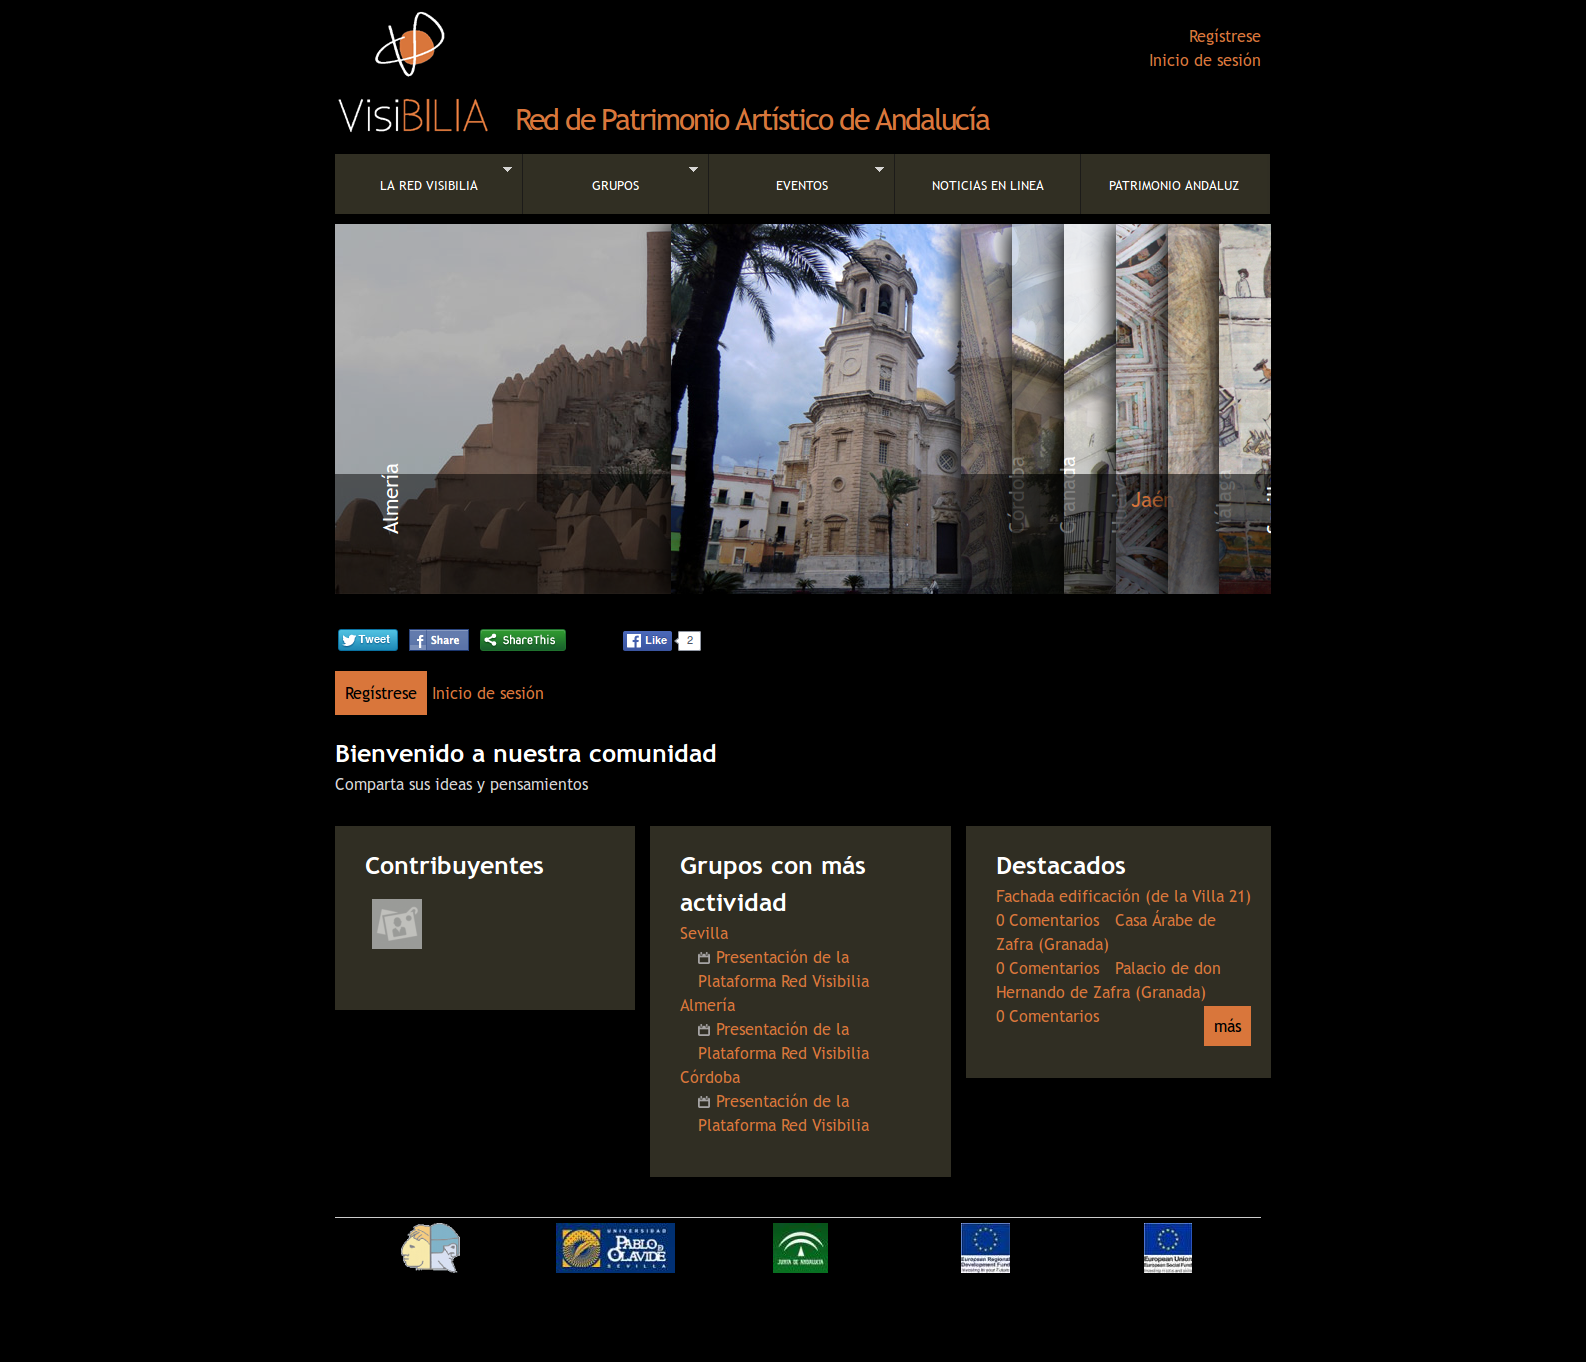 Regístrese
Inicio de sesión
VisiBILIA
Red de Patrimonio Artístico de Andalucía
LA RED VISIBILIA
GRUPOS
EVENTOS
NOTICIAS EN LINEA
PATRIMONIO ANDALUZ
Almería
Córdoba
Granada
Jaén
Málaga
Tweet
Share
ShareThis
Like
2
Regístrese
Inicio de sesión
Bienvenido a nuestra comunidad
Comparta sus ideas y pensamientos
Contribuyentes
Grupos con más
actividad
Sevilla
Presentación de la
Plataforma Red Visibilia
Almería
Presentación de la
Plataforma Red Visibilia
Córdoba
Presentación de la
Plataforma Red Visibilia
Destacados
Fachada edificación (de la Villa 21)
0 Comentarios Casa Árabe de
Zafra (Granada)
0 Comentarios Palacio de don
Hernando de Zafra (Granada)
0 Comentarios
más
UNIVERSIDAD
PABLO DE
OLAVIDE
SEVILLA
JUNTA DE ANDALUCIA
European Regional
Development Fund
Investing in your Future
European Union
European Social Fund